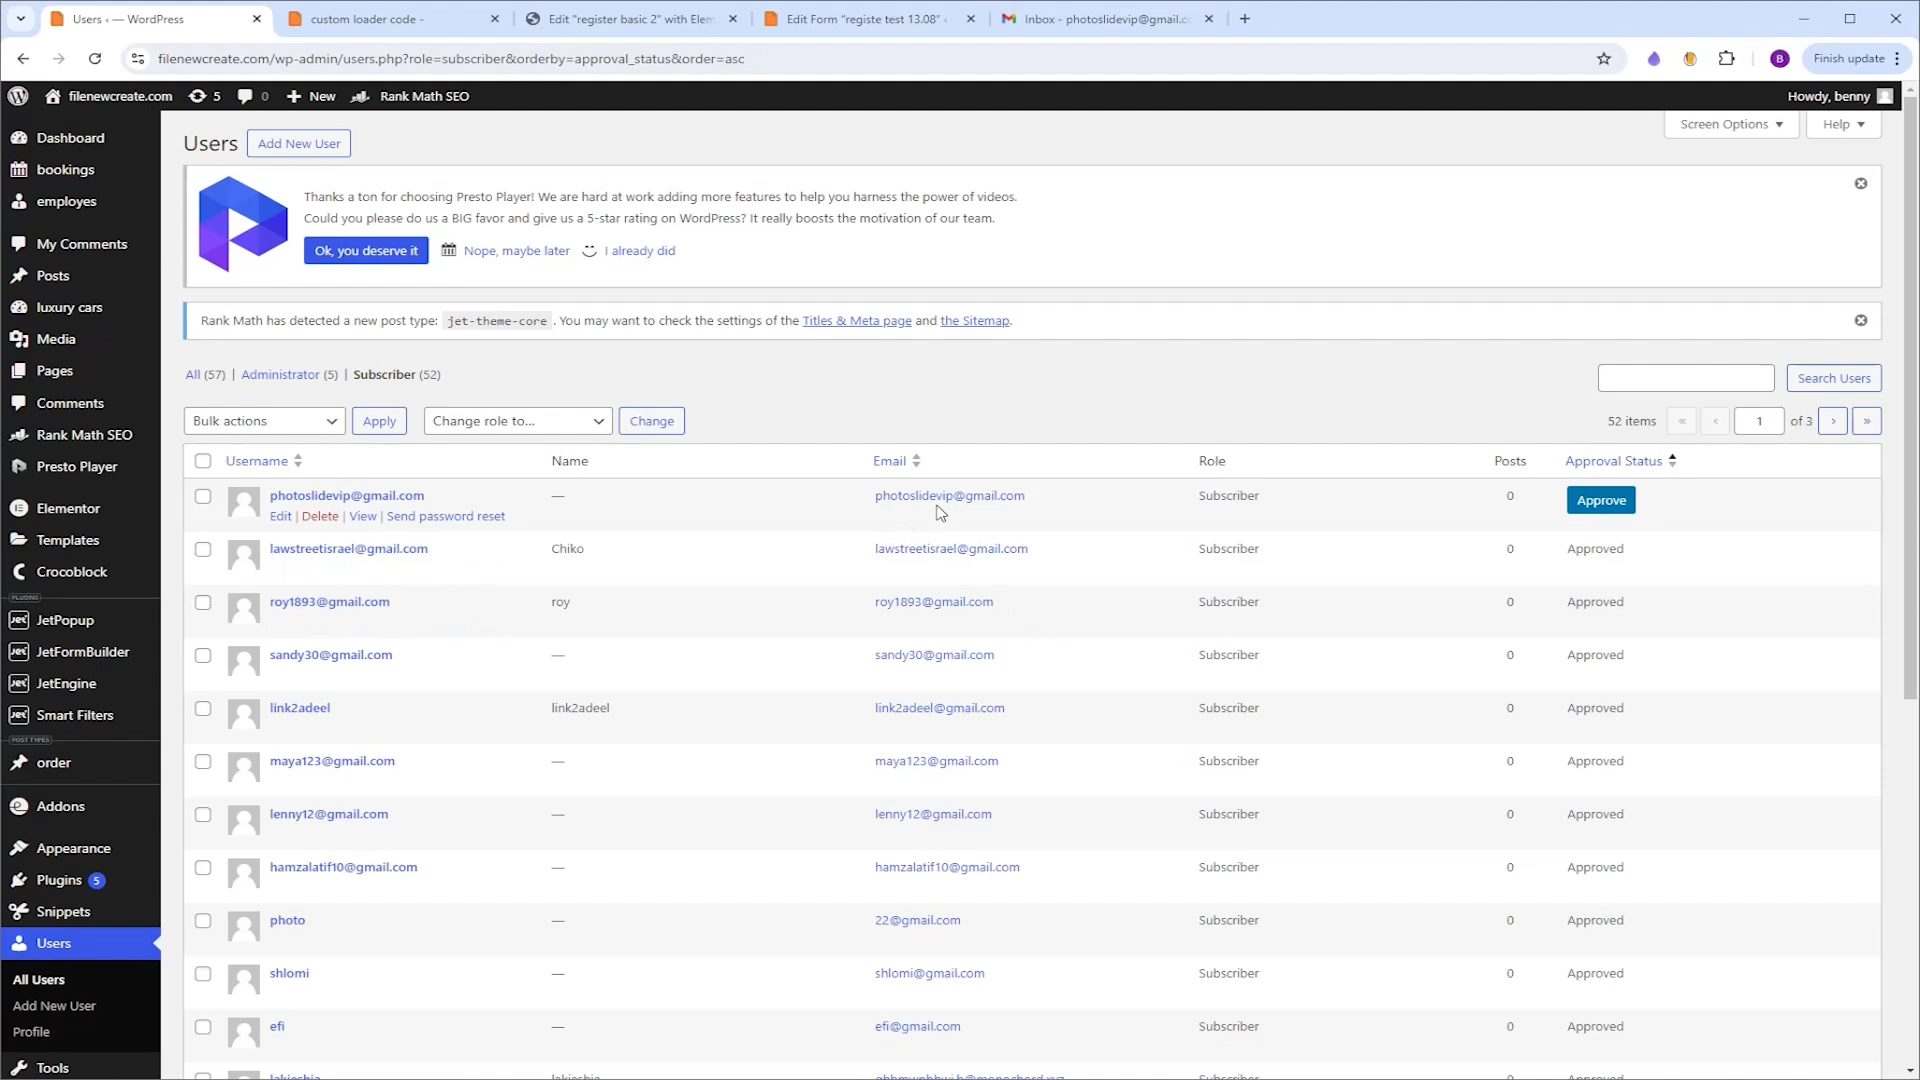 Users ‹ — WordPress
custom loader code -
Edit "register basic 2" with Elem
Edit Form "registe test 13.08" ‹
Inbox - photoslidevip@gmail.co
filenewcreate.com/wp-admin/users.php?role=subscriber&orderby=approval_status&order=asc
B
Finish update
filenewcreate.com
5
0
New
Rank Math SEO
Howdy, benny
Dashboard
bookings
employes
My Comments
Posts
luxury cars
Media
Pages
Comments
Rank Math SEO
Presto Player
Elementor
Templates
Crocoblock
PLUGINS
JetPopup
JetFormBuilder
JetEngine
Smart Filters
POST TYPES
order
Addons
Appearance
Plugins 5
Snippets
Users
All Users
Add New User
Profile
Tools
Screen Options
Help
Users
Add New User
Thanks a ton for choosing Presto Player! We are hard at work adding more features to help you harness the power of videos.
Could you please do us a BIG favor and give us a 5-star rating on WordPress? It really boosts the motivation of our team.
Ok, you deserve it
Nope, maybe later
I already did
Rank Math has detected a new post type: jet-theme-core . You may want to check the settings of the Titles & Meta page and the Sitemap.
All (57) | Administrator (5) | Subscriber (52)
Search Users
Bulk actions
Apply
Change role to...
Change
52 items « ‹ 1 of 3 › »
Username Name Email Role Posts Approval Status
photoslidevip@gmail.com — photoslidevip@gmail.com Subscriber 0 Approve
Edit | Delete | View | Send password reset
lawstreetisrael@gmail.com Chiko lawstreetisrael@gmail.com Subscriber 0 Approved
roy1893@gmail.com roy roy1893@gmail.com Subscriber 0 Approved
sandy30@gmail.com — sandy30@gmail.com Subscriber 0 Approved
link2adeel link2adeel link2adeel@gmail.com Subscriber 0 Approved
maya123@gmail.com — maya123@gmail.com Subscriber 0 Approved
lenny12@gmail.com — lenny12@gmail.com Subscriber 0 Approved
hamzalatif10@gmail.com — hamzalatif10@gmail.com Subscriber 0 Approved
photo — 22@gmail.com Subscriber 0 Approved
shlomi — shlomi@gmail.com Subscriber 0 Approved
efi — efi@gmail.com Subscriber 0 Approved
Subscriber 0 Approved